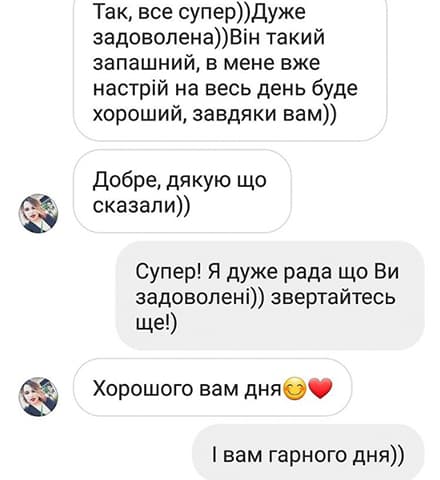 Так, все супер))Дуже
задоволена))Він такий
запашний, в мене вже
настрій на весь день буде
хороший, завдяки вам))
Добре, дякую що
сказали))
Супер! Я дуже рада що Ви
задоволені)) звертайтесь
ще!)
Хорошого вам дня😊❤
І вам гарного дня))